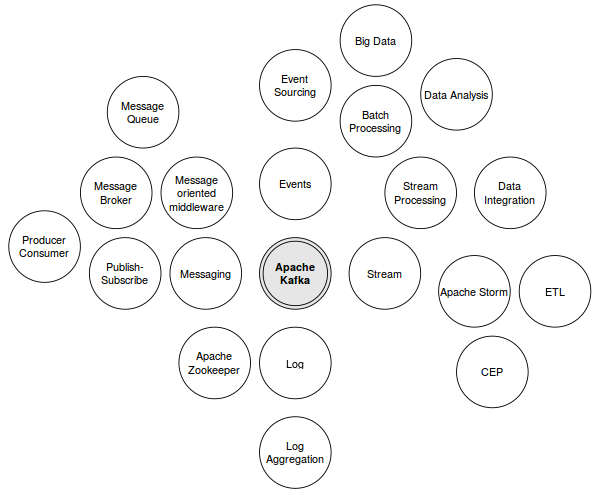 Big Data
Event
Sourcing
Data Analysis
Message
Queue
Batch
Processing
Message
Broker
Message
oriented
middleware
Events
Stream
Processing
Data
Integration
Producer
Consumer
Publish-
Subscribe
Messaging
Apache
Kafka
Stream
Apache Storm
ETL
Apache
Zookeeper
Log
CEP
Log
Aggregation